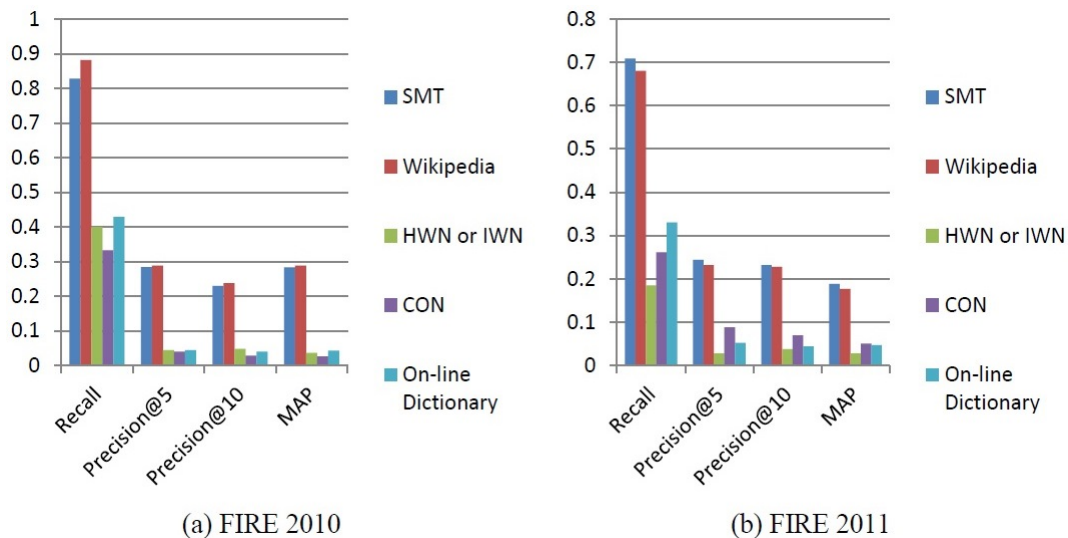 1
0.9
0.8
0.7
0.6
0.5
0.4
0.3
0.2
0.1
0
Recall
Precision@5
Precision@10
MAP
SMT
Wikipedia
HWN or IWN
CON
On-line
Dictionary
(a) FIRE 2010
0.8
0.7
0.6
0.5
0.4
0.3
0.2
0.1
0
Recall
Precision@5
Precision@10
MAP
SMT
Wikipedia
HWN or IWN
CON
On-line
Dictionary
(b) FIRE 2011